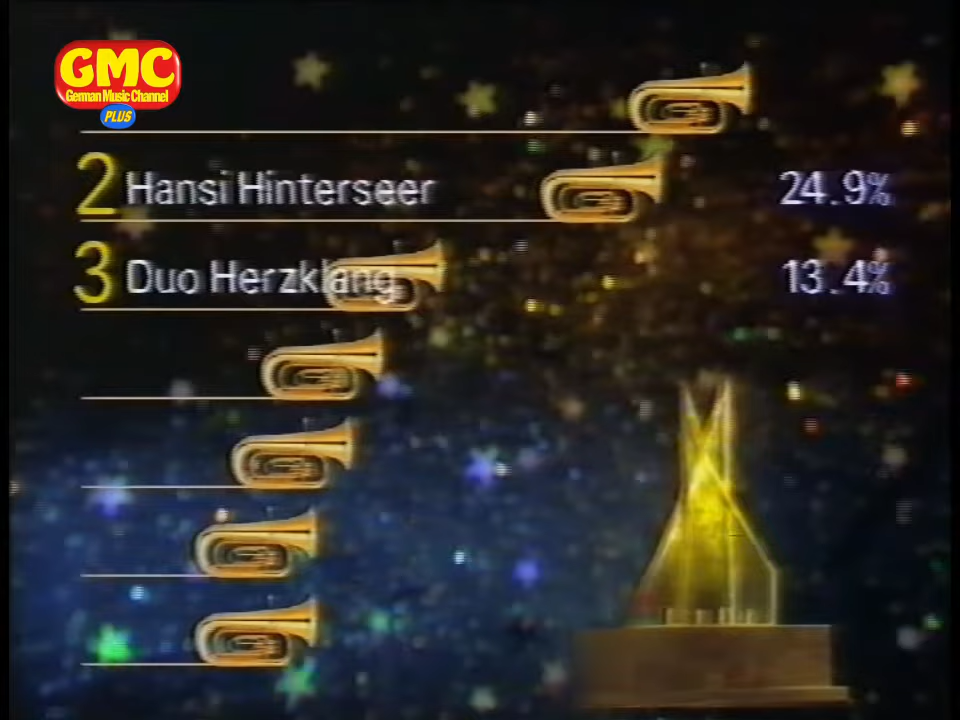 GMC
German Music Channel
PLUS
2 Hansi Hinterseer 24.9%
3 Duo Herzklang 13.4%